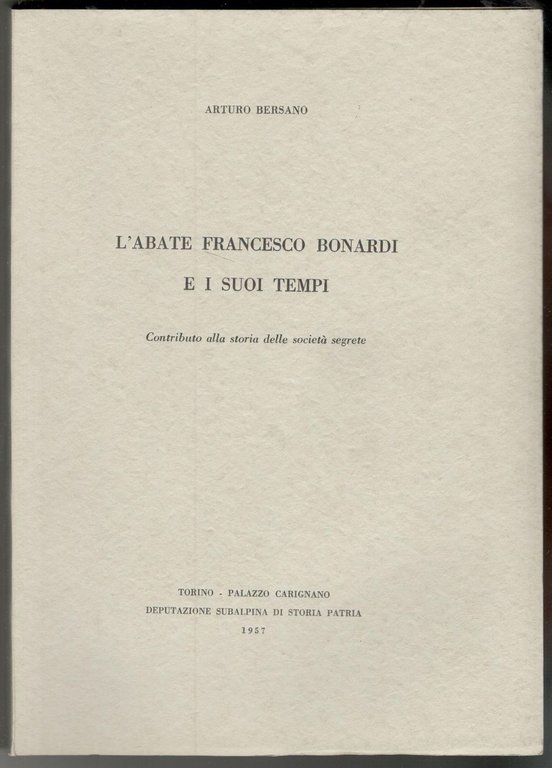 ARTURO BERSANO
L'ABATE FRANCESCO BONARDI
E I SUOI TEMPI
Contributo alla storia delle società segrete
TORINO - PALAZZO CARIGNANO
DEPUTAZIONE SUBALPINA DI STORIA PATRIA
1957